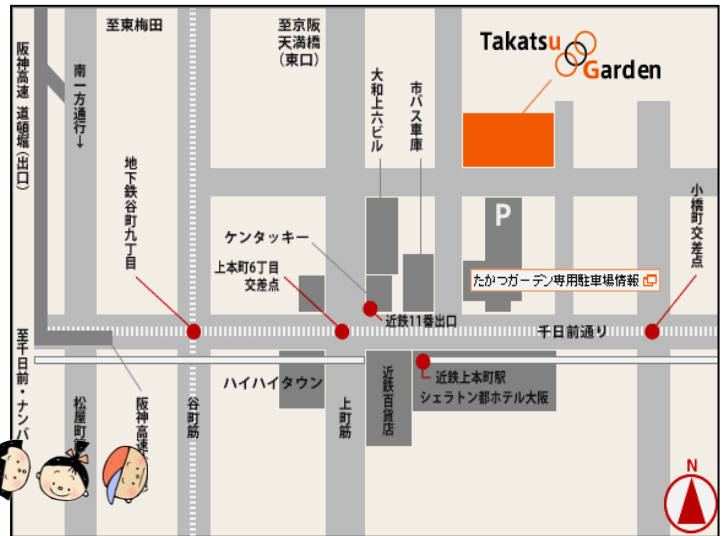 至東梅田
至京阪
天満橋
(東口)
Takatsu
Garden
阪神高速 道頓堀(出口)
南一方通行→
大和上六ビル
市バス車庫
地下鉄谷町九丁目
小橋町交差点
P
ケンタッキー
上本町6丁目
交差点
たかつガーデン専用駐車場情報
近鉄11番出口
千日前通り
至千日前・ナンバ
松屋町筋
阪神高速
谷町筋
ハイハイタウン
上町筋
近鉄百貨店
近鉄上本町駅
シェラトン都ホテル大阪
N